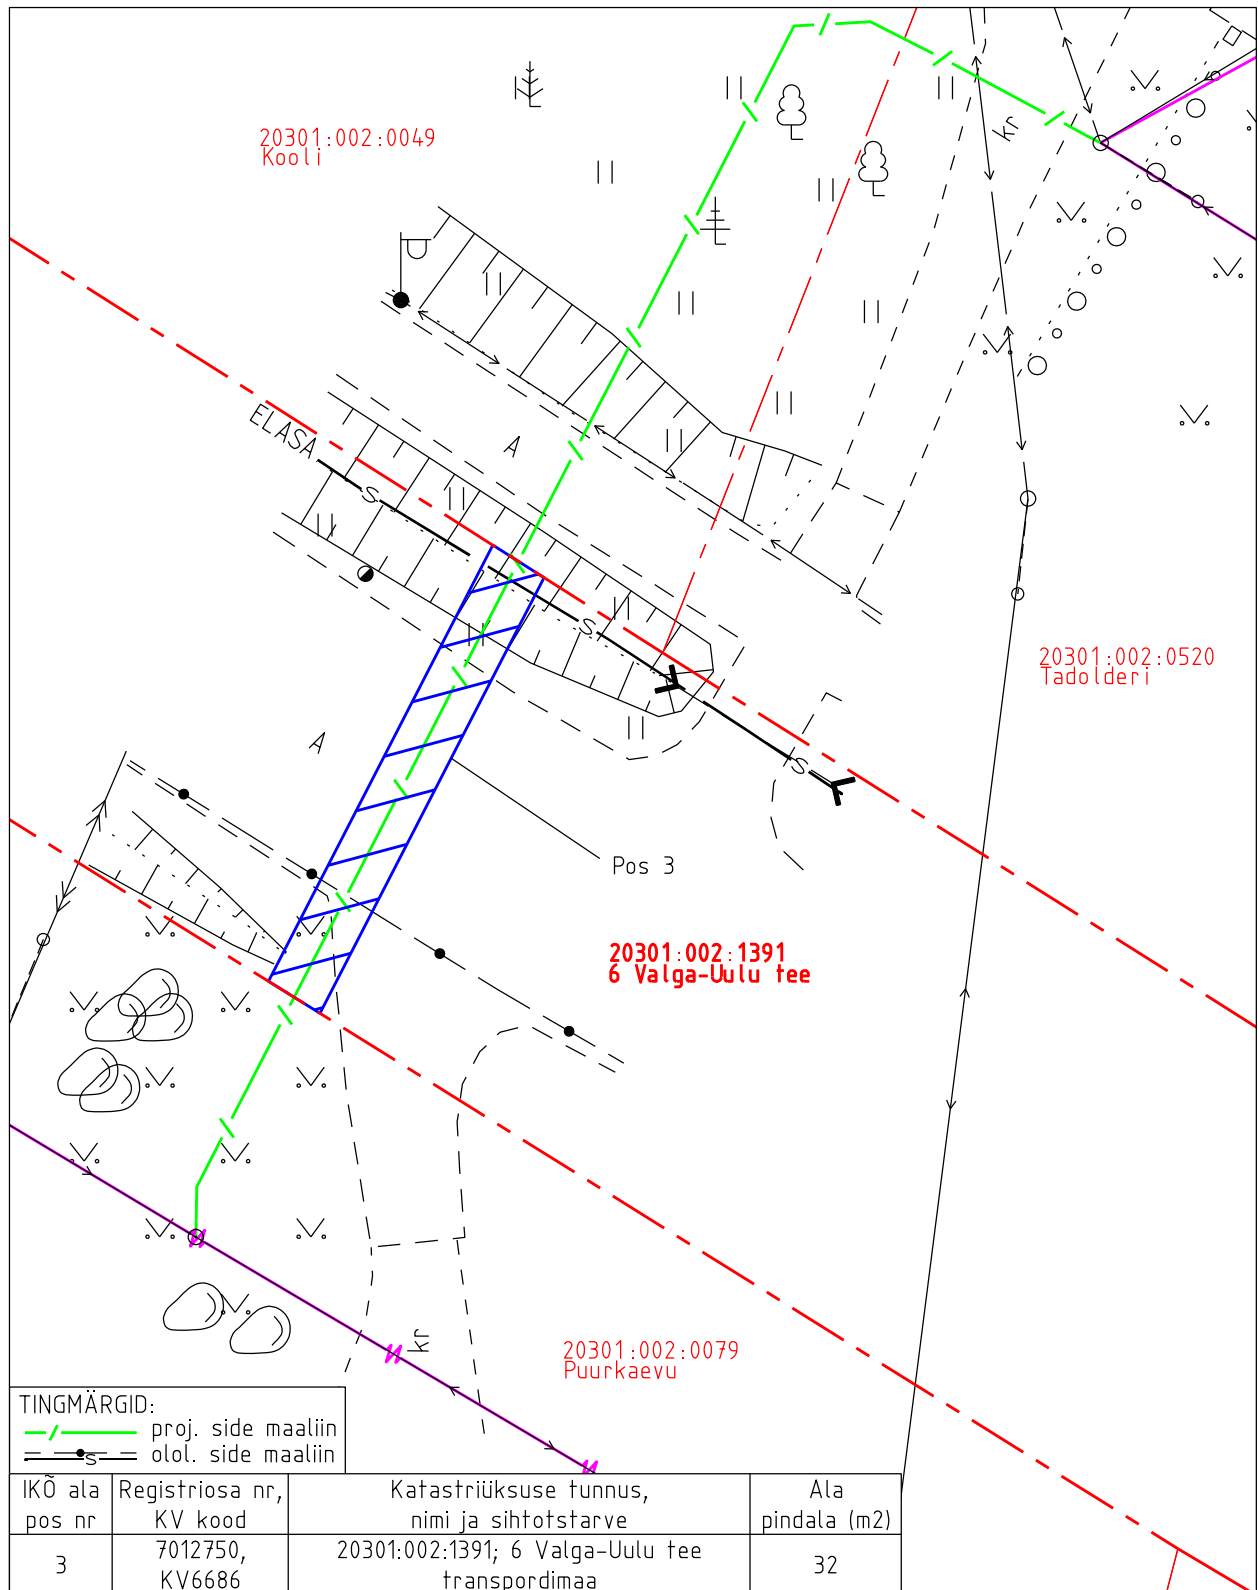 20301:002:0049
Kooli
kr
ELASA
S
A
S
20301:002:0520
Tadolderi
A
S
Pos 3
20301:002:1391
6 Valga-Uulu tee
kr
20301:002:0079
Puurkaevu
TINGMÄRGID:
proj. side maaliin
S
olol. side maaliin
IKÕ ala
pos nr
Registriosa nr,
KV kood
Katastriüksuse tunnus,
nimi ja sihtotstarve
Ala
pindala (m2)
3
7012750,
KV6686
20301:002:1391; 6 Valga-Uulu tee
transpordimaa
32